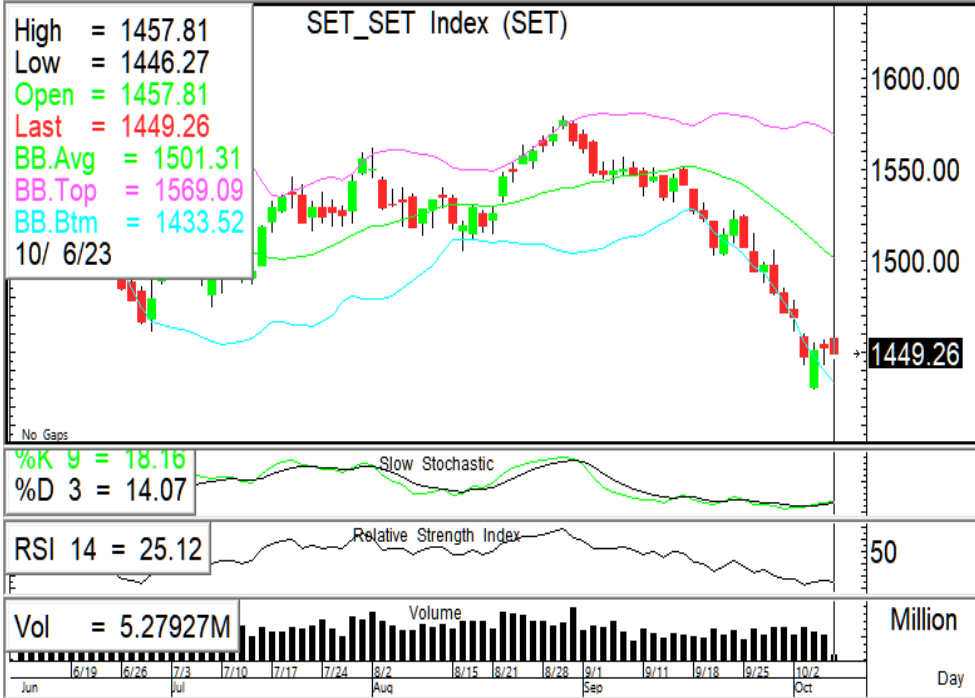 SET_SET Index (SET)
High = 1457.81
Low = 1446.27
Open = 1457.81
Last = 1449.26
BB.Avg = 1501.31
BB.Top = 1569.09
BB.Btm = 1433.52
10/ 6/23
1600.00
1550.00
1500.00
1449.26
No Gaps
%K 9 = 18.16
%D 3 = 14.07
Slow Stochastic
RSI 14 = 25.12
Relative Strength Index
50
Vol = 5.27927M
Volume
Million
6/19 6/26 7/3 7/10 7/17 7/24 8/2 8/15 8/21 8/28 9/1 9/11 9/18 9/25 10/2
Jun Jul Aug Sep Oct
Day